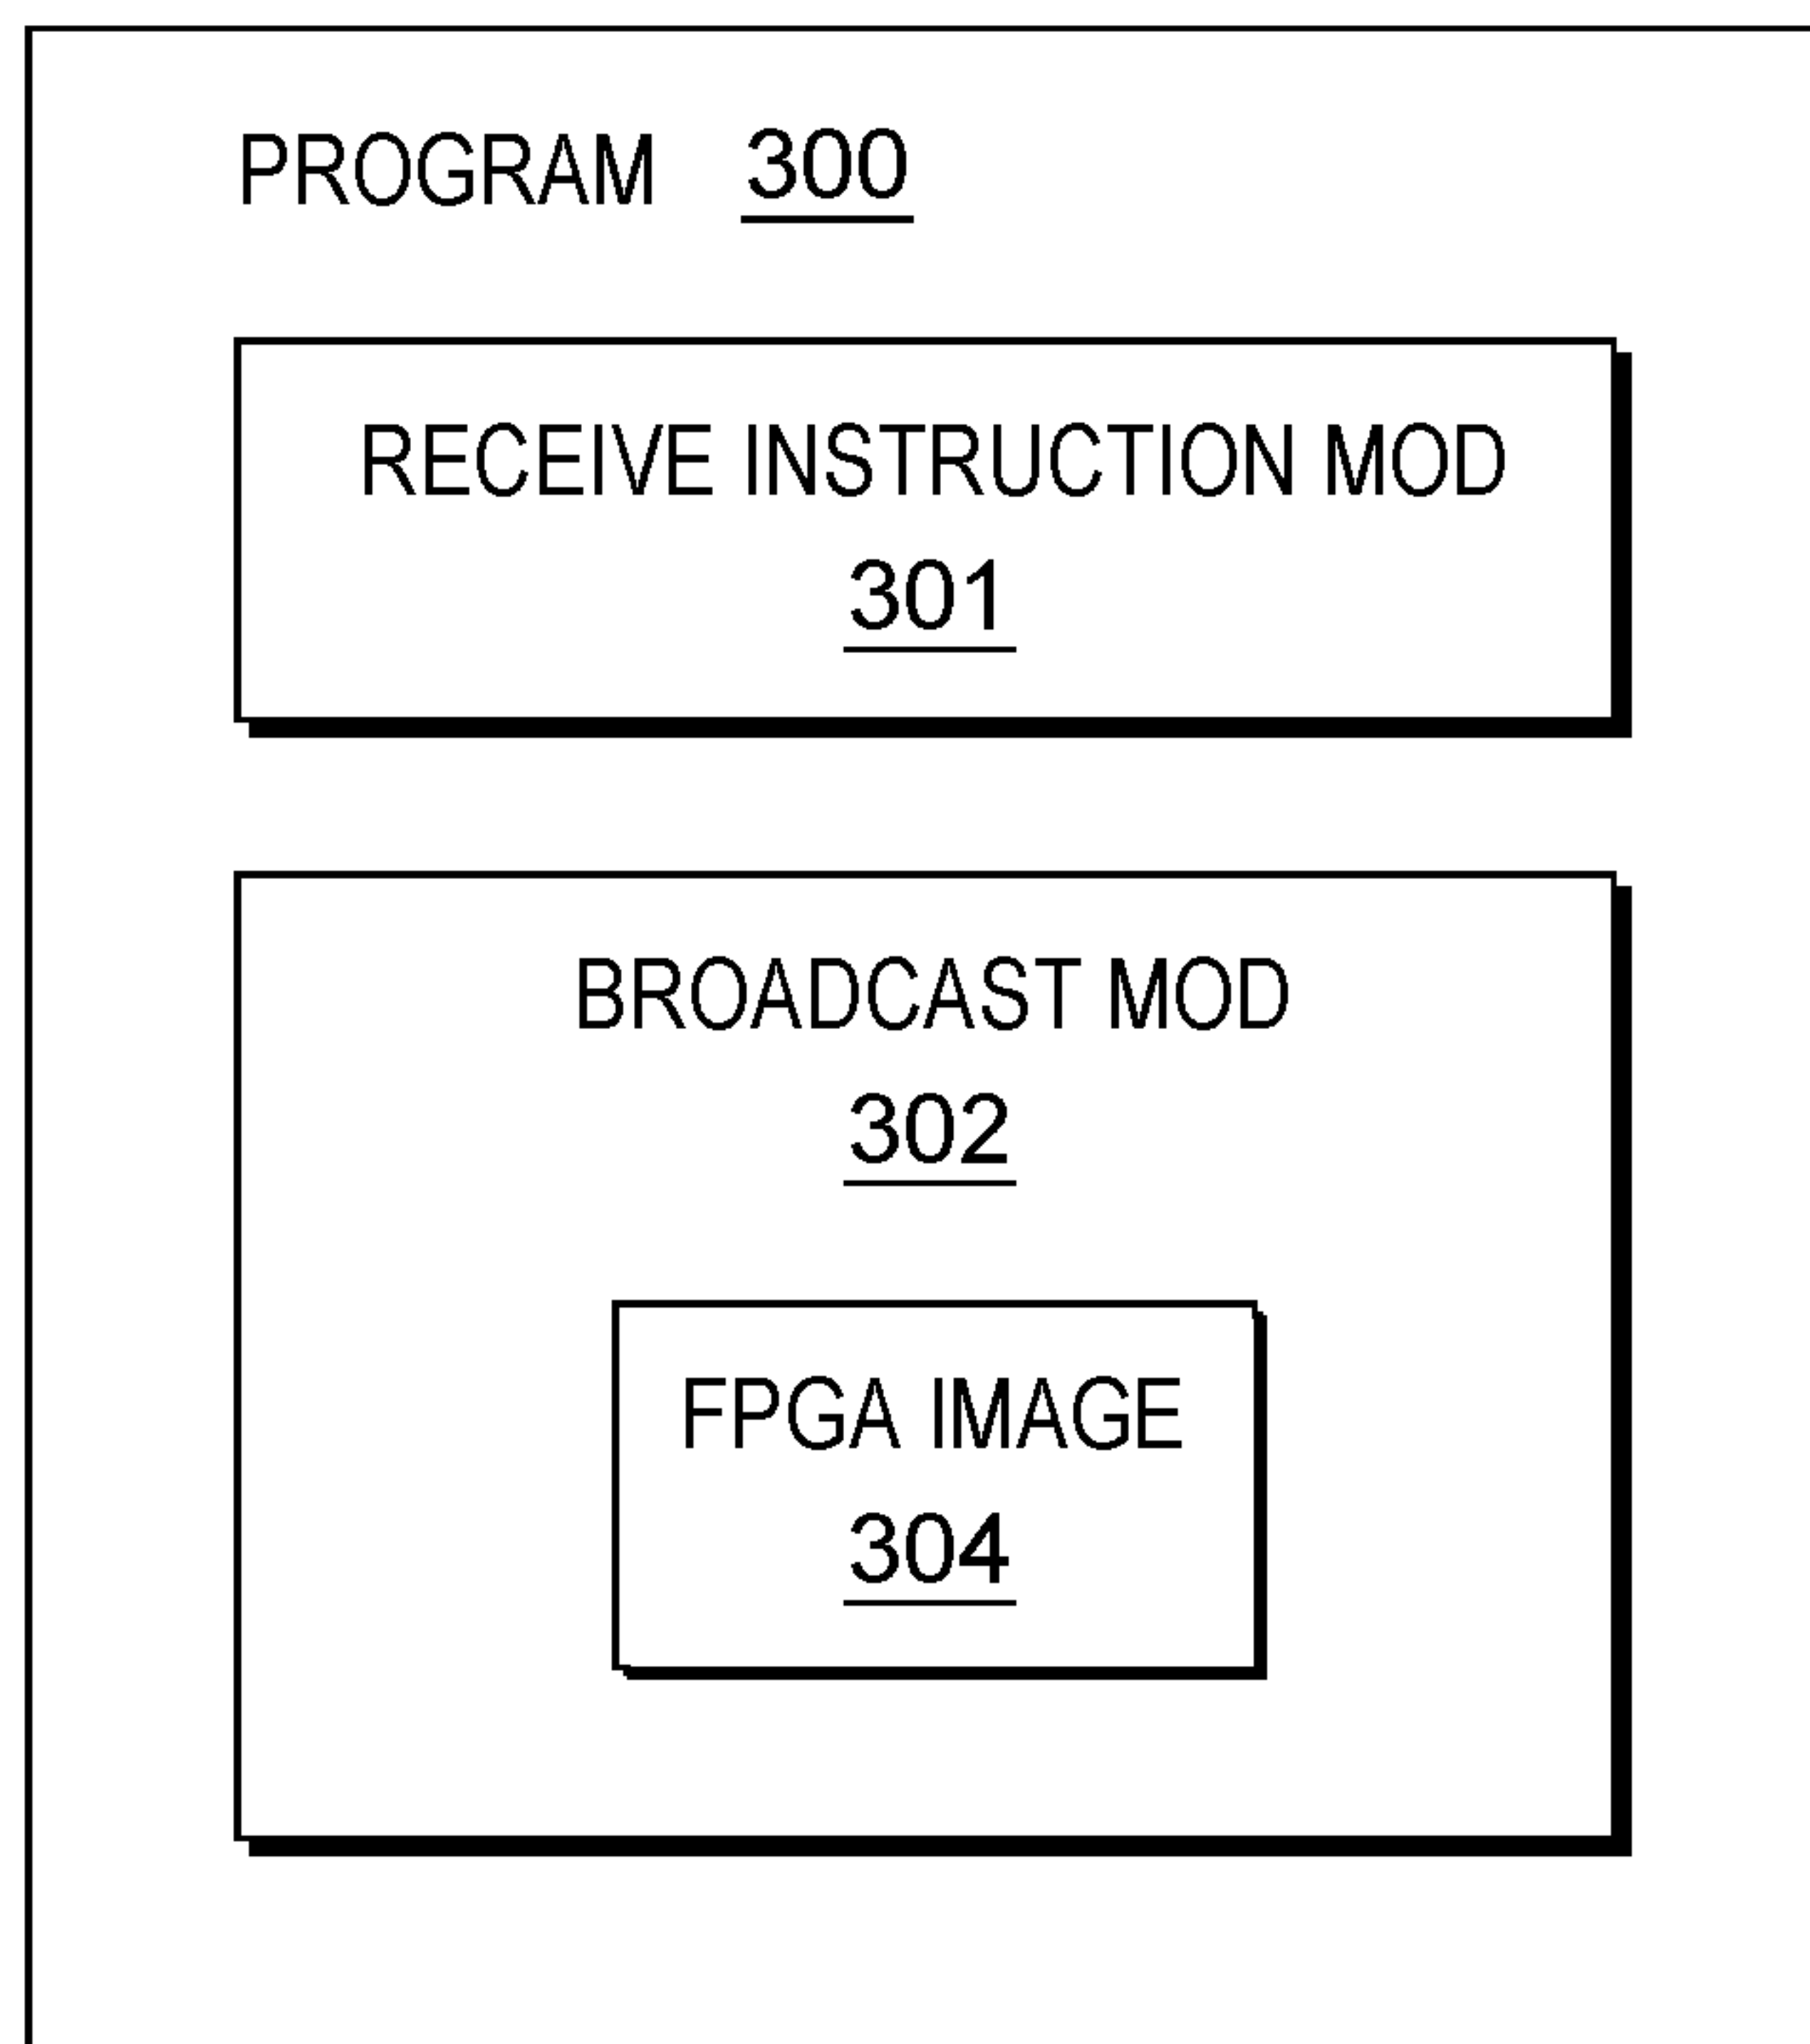 PROGRAM 300
RECEIVE INSTRUCTION MOD
301
BROADCAST MOD
302
FPGA IMAGE
304